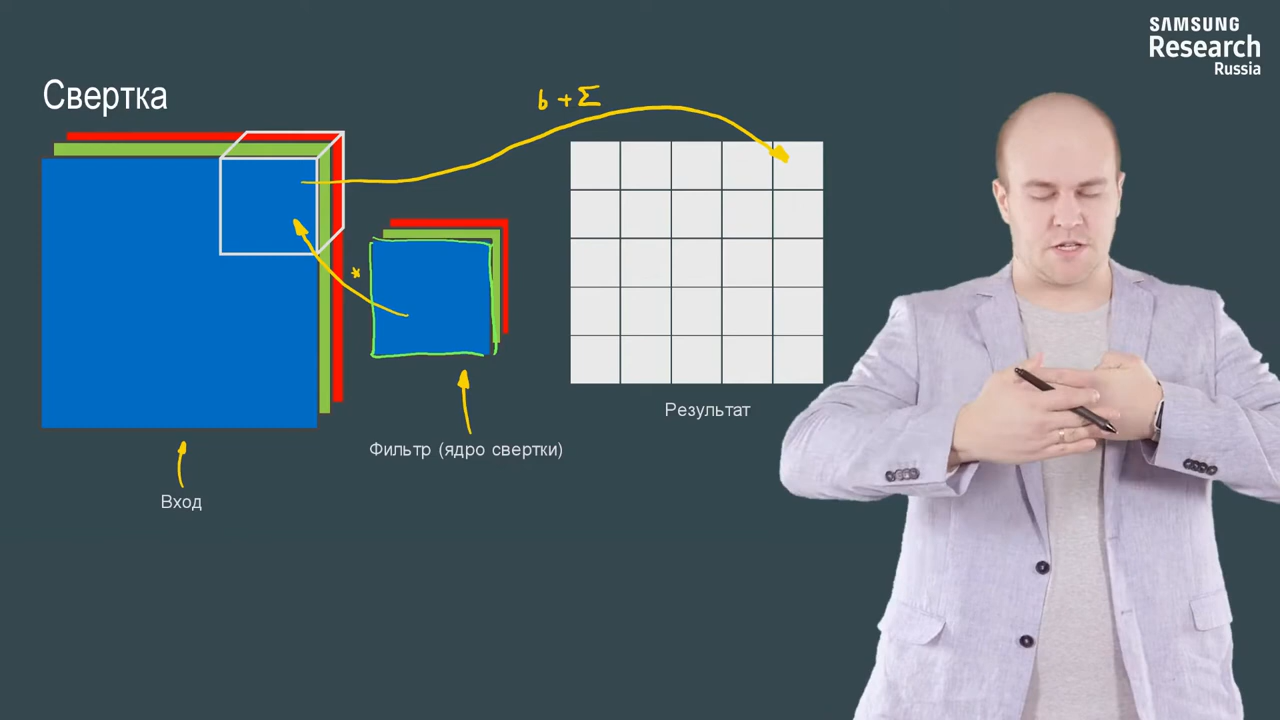 SAMSUNG
Research
Russia
Свертка
b + Σ
*
Результат
Фильтр (ядро свертки)
Вход